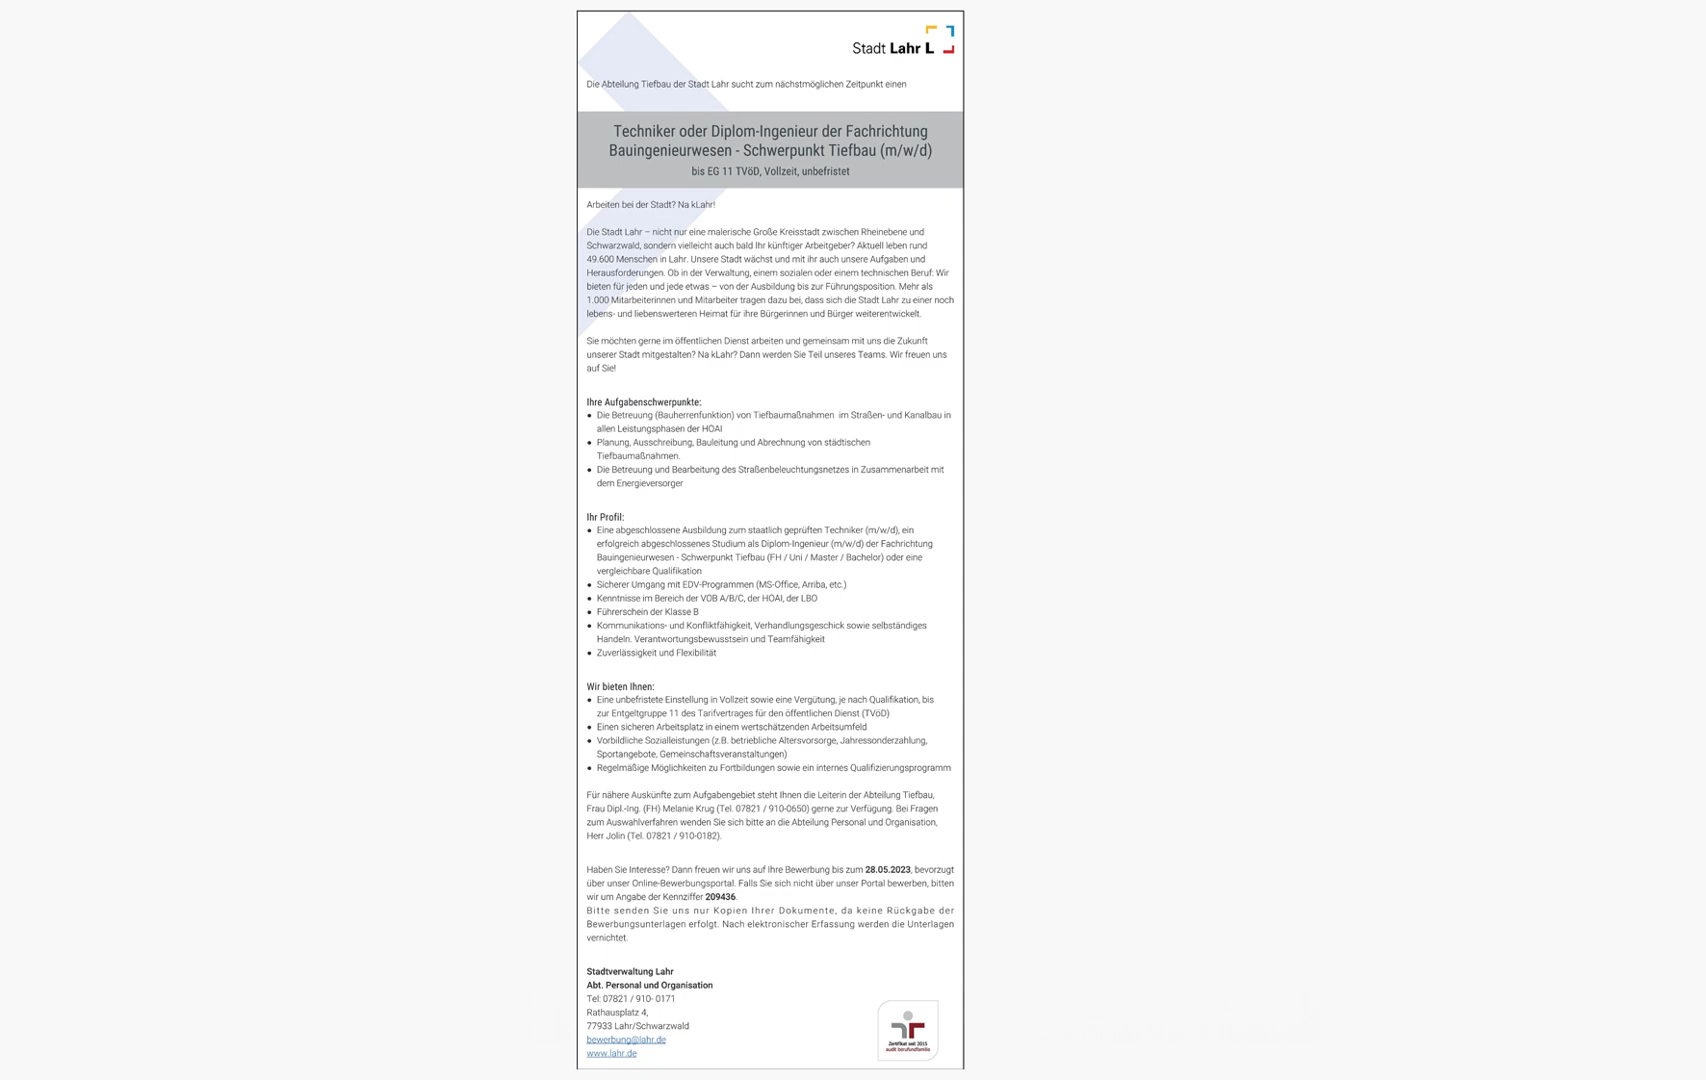 Stadt Lahr L
Die Abteilung Tiefbau der Stadt Lahr sucht zum nächstmöglichen Zeitpunkt einen
Techniker oder Diplom-Ingenieur der Fachrichtung
Bauingenieurwesen - Schwerpunkt Tiefbau (m/w/d)
bis EG 11 TVöD, Vollzeit, unbefristet
Arbeiten bei der Stadt? Na kLahr!
Die Stadt Lahr – nicht nur eine malerische Große Kreisstadt zwischen Rheinebene und
Schwarzwald, sondern vielleicht auch bald Ihr künftiger Arbeitgeber? Aktuell leben rund
49.600 Menschen in Lahr. Unsere Stadt wächst und mit ihr auch unsere Aufgaben und
Herausforderungen. Ob in der Verwaltung, einem sozialen oder einem technischen Beruf: Wir
bieten für jeden und jede etwas – von der Ausbildung bis zur Führungsposition. Mehr als
1.000 Mitarbeiterinnen und Mitarbeiter tragen dazu bei, dass sich die Stadt Lahr zu einer noch
lebens- und liebenswerteren Heimat für ihre Bürgerinnen und Bürger weiterentwickelt.
Sie möchten gerne im öffentlichen Dienst arbeiten und gemeinsam mit uns die Zukunft
unserer Stadt mitgestalten? Na kLahr? Dann werden Sie Teil unseres Teams. Wir freuen uns
auf Sie!
Ihre Aufgabenschwerpunkte:
• Die Betreuung (Bauherrenfunktion) von Tiefbaumaßnahmen im Straßen- und Kanalbau in
allen Leistungsphasen der HOAI
• Planung, Ausschreibung, Bauleitung und Abrechnung von städtischen
Tiefbaumaßnahmen.
• Die Betreuung und Bearbeitung des Straßenbeleuchtungsnetzes in Zusammenarbeit mit
dem Energieversorger
Ihr Profil:
• Eine abgeschlossene Ausbildung zum staatlich geprüften Techniker (m/w/d), ein
erfolgreich abgeschlossenes Studium als Diplom-Ingenieur (m/w/d) der Fachrichtung
Bauingenieurwesen - Schwerpunkt Tiefbau (FH / Uni / Master / Bachelor) oder eine
vergleichbare Qualifikation
• Sicherer Umgang mit EDV-Programmen (MS-Office, Arriba, etc.)
• Kenntnisse im Bereich der VOB A/B/C, der HOAI, der LBO
• Führerschein der Klasse B
• Kommunikations- und Konfliktfähigkeit, Verhandlungsgeschick sowie selbständiges
Handeln. Verantwortungsbewusstsein und Teamfähigkeit
• Zuverlässigkeit und Flexibilität
Wir bieten Ihnen:
• Eine unbefristete Einstellung in Vollzeit sowie eine Vergütung, je nach Qualifikation, bis
zur Entgeltgruppe 11 des Tarifvertrages für den öffentlichen Dienst (TVöD)
• Einen sicheren Arbeitsplatz in einem wertschätzenden Arbeitsumfeld
• Vorbildliche Sozialleistungen (z.B. betriebliche Altersvorsorge, Jahressonderzahlung,
Sportangebote, Gemeinschaftsveranstaltungen)
• Regelmäßige Möglichkeiten zu Fortbildungen sowie ein internes Qualifizierungsprogramm
Für nähere Auskünfte zum Aufgabengebiet steht Ihnen die Leiterin der Abteilung Tiefbau,
Frau Dipl.-Ing. (FH) Melanie Krug (Tel. 07821 / 910-0650) gerne zur Verfügung. Bei Fragen
zum Auswahlverfahren wenden Sie sich bitte an die Abteilung Personal und Organisation,
Herr Jolin (Tel. 07821 / 910-0182).
Haben Sie Interesse? Dann freuen wir uns auf Ihre Bewerbung bis zum 28.05.2023, bevorzugt
über unser Online-Bewerbungsportal. Falls Sie sich nicht über unser Portal bewerben, bitten
wir um Angabe der Kennziffer 209436.
Bitte senden Sie uns nur Kopien Ihrer Dokumente, da keine Rückgabe der
Bewerbungsunterlagen erfolgt. Nach elektronischer Erfassung werden die Unterlagen
vernichtet.
Stadtverwaltung Lahr
Abt. Personal und Organisation
Tel: 07821 / 910- 0171
Rathausplatz 4,
77933 Lahr/Schwarzwald
bewerbung@lahr.de
www.lahr.de
Zertifikat seit 2015
audit berufundfamilie